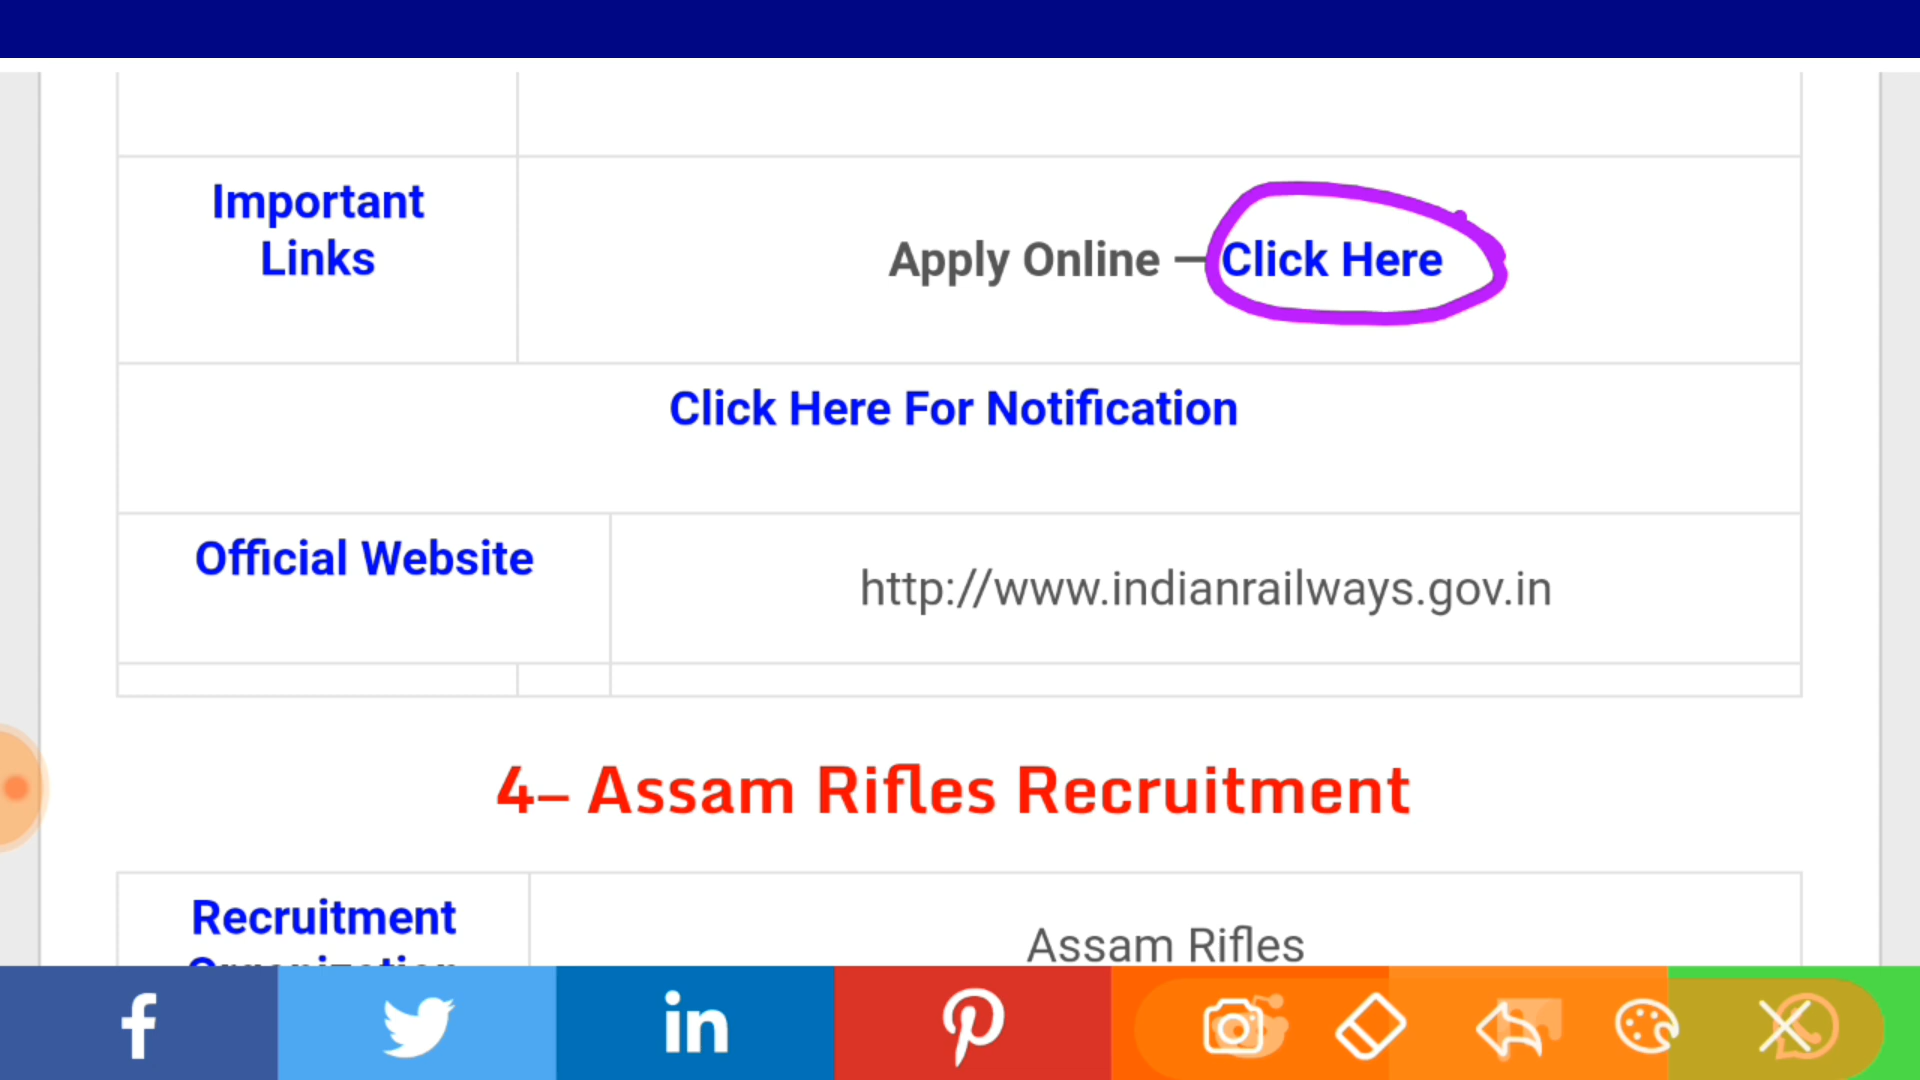 Important
Links
Apply Online – Click Here
Click Here For Notification
Official Website
http://www.indianrailways.gov.in
4– Assam Rifles Recruitment
Recruitment
Organization
Assam Rifles